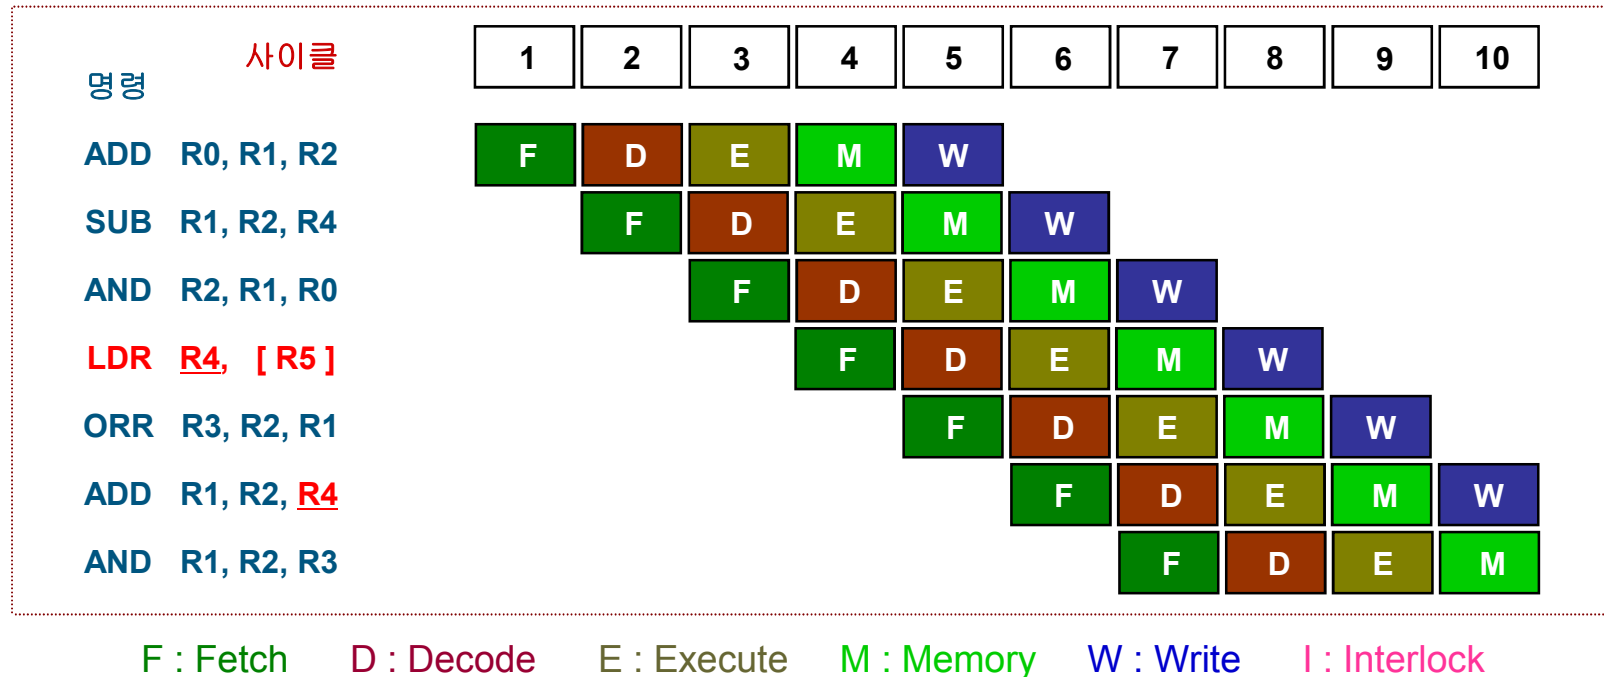 사이클
명령
1 2 3 4 5 6 7 8 9 10
ADD R0, R1, R2 F D E M W
SUB R1, R2, R4 F D E M W
AND R2, R1, R0 F D E M W
LDR R4, [ R5 ] F D E M W
ORR R3, R2, R1 F D E M W
ADD R1, R2, R4 F D E M W
AND R1, R2, R3 F D E M
F : Fetch D : Decode E : Execute M : Memory W : Write I : Interlock